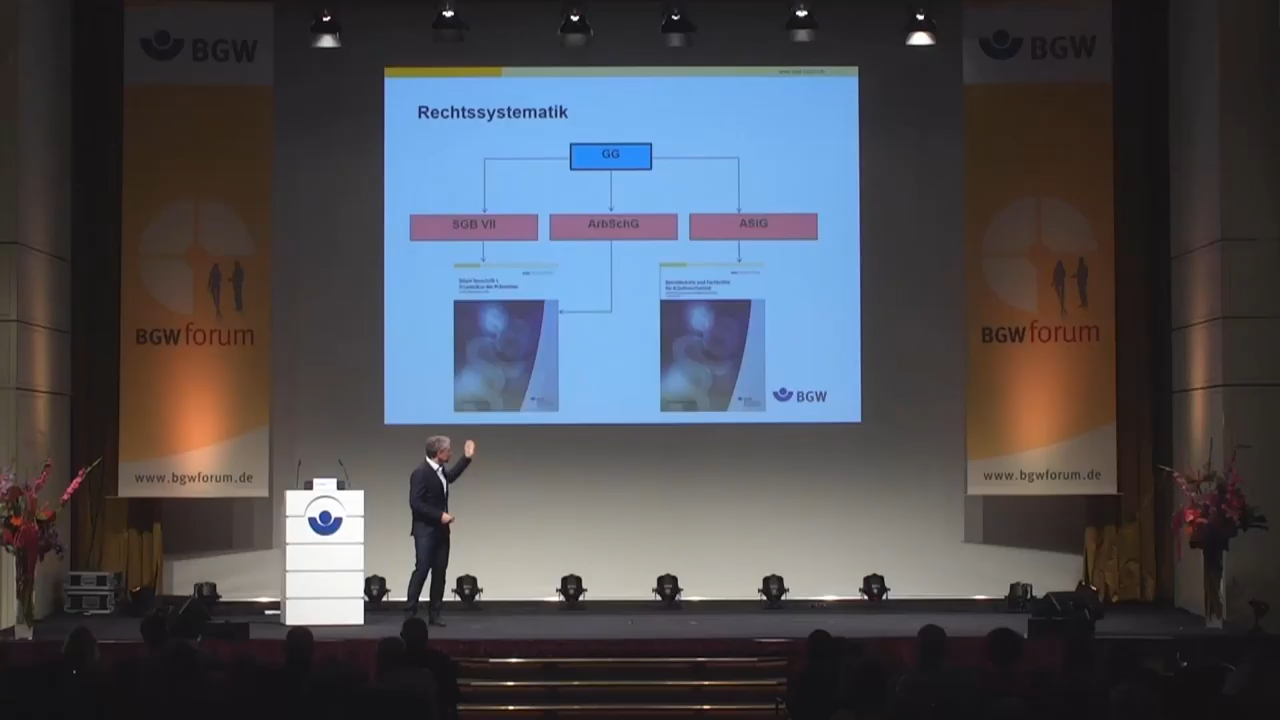 BGW
BGW forum
www.bgwforum.de
Rechtssystematik
GG
SGB VII
ArbSchG
ASiG
BGW
BGW
BGW forum
www.bgwforum.de